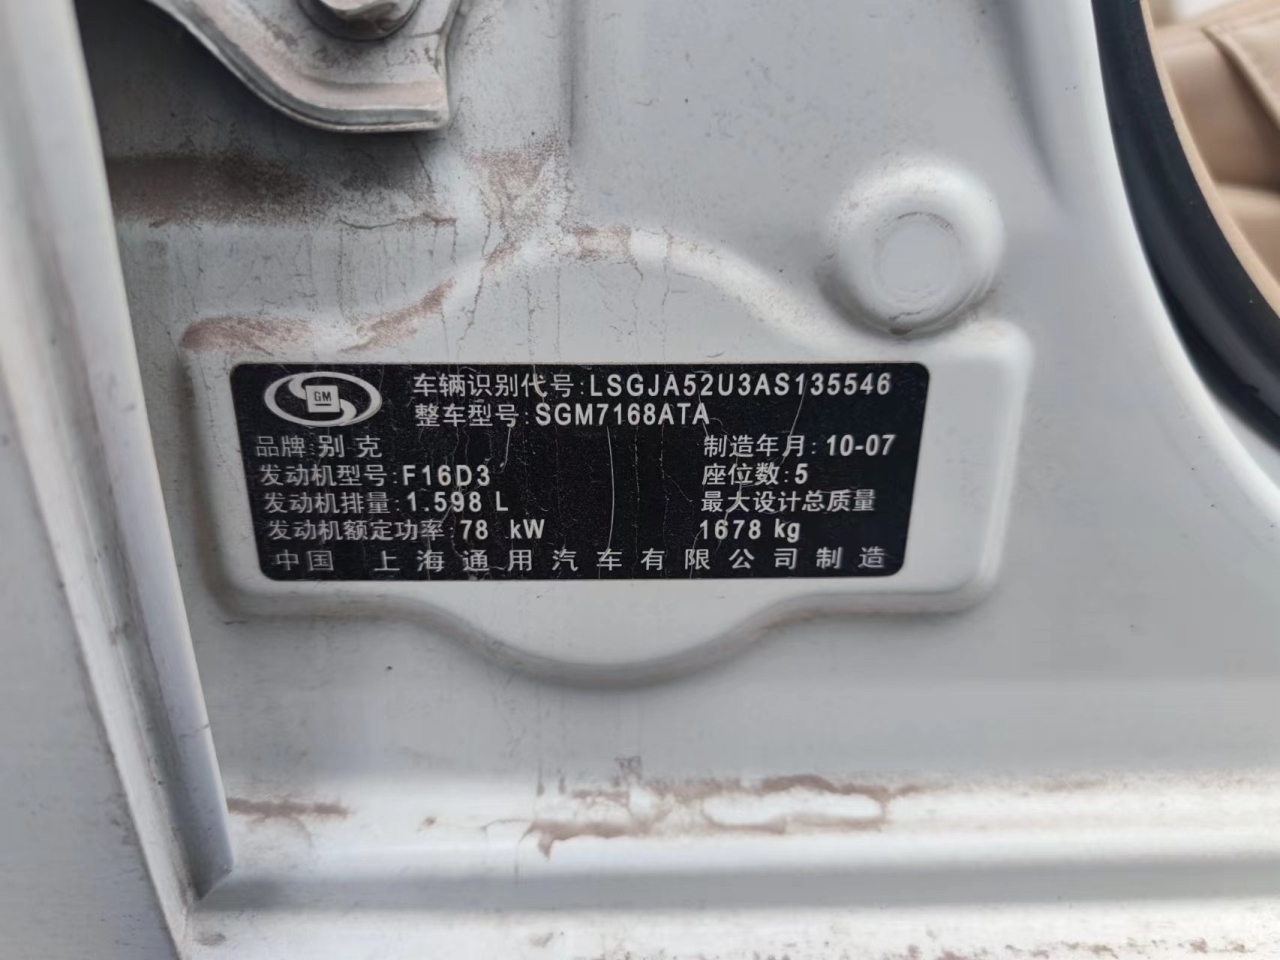 GM
车辆识别代号:LSGJA52U3AS135546
整车型号:SGM7168ATA
品牌:别克
制造年月:10-07
发动机型号:F16D3
座位数:5
发动机排量:1.598 L
最大设计总质量
发动机额定功率:78 kW
1678 kg
中国 上海通用汽车有限公司制造